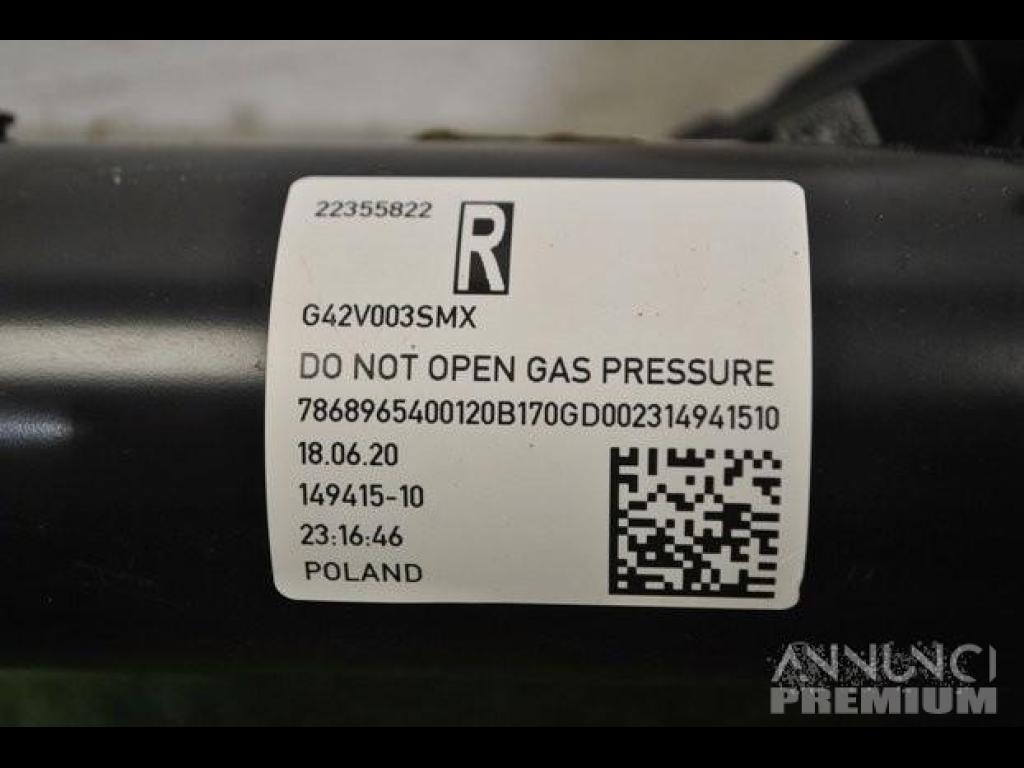 22355822
R
G42V003SMX
DO NOT OPEN GAS PRESSURE
7868965400120B170GD002314941510
18.06.20
149415-10
23:16:46
POLAND
ANNUNCI
PREMIUM